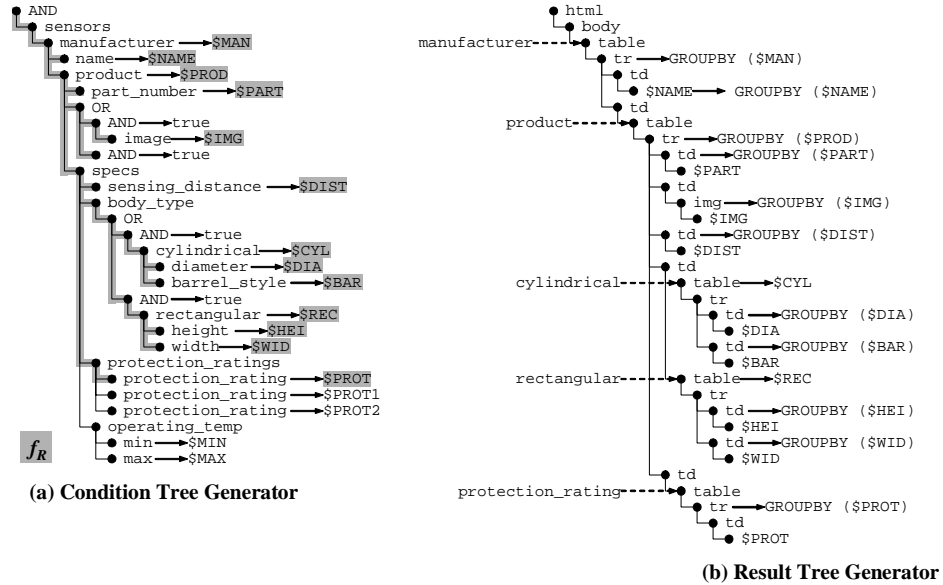 AND
sensors
manufacturer $MAN
name $NAME
product $PROD
part_number $PART
OR
AND true
image $IMG
AND true
specs
sensing_distance $DIST
body_type
OR
AND true
cylindrical $CYL
diameter $DIA
barrel_style $BAR
AND true
rectangular $REC
height $HEI
width $WID
protection_ratings
protection_rating $PROT
protection_rating $PROT1
protection_rating $PROT2
operating_temp
min $MIN
max $MAX
fR
(a) Condition Tree Generator
html
body
manufacturer table
tr GROUPBY ($MAN)
td
$NAME GROUPBY ($NAME)
td
product table
tr GROUPBY ($PROD)
td GROUPBY ($PART)
$PART
td
img GROUPBY ($IMG)
$IMG
td GROUPBY ($DIST)
$DIST
td
cylindrical table $CYL
tr
td GROUPBY ($DIA)
$DIA
td GROUPBY ($BAR)
$BAR
rectangular table $REC
tr
td GROUPBY ($HEI)
$HEI
td GROUPBY ($WID)
$WID
td
protection_rating table
tr GROUPBY ($PROT)
td
$PROT
(b) Result Tree Generator